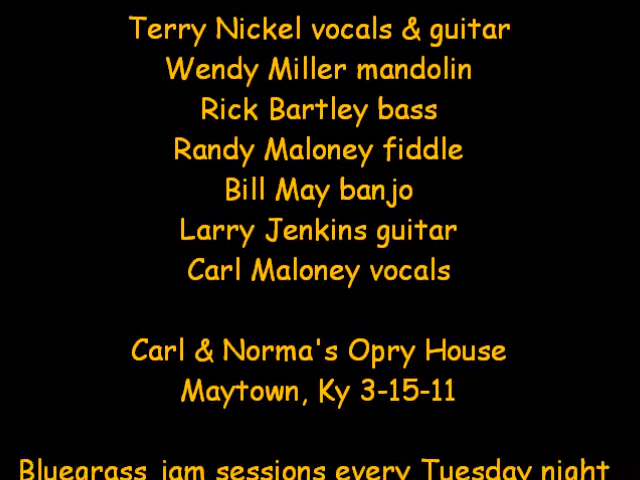 Terry Nickel vocals & guitar
Wendy Miller mandolin
Rick Bartley bass
Randy Maloney fiddle
Bill May banjo
Larry Jenkins guitar
Carl Maloney vocals
Carl & Norma's Opry House
Maytown, Ky 3-15-11
Bluegrass jam sessions every Tuesday night